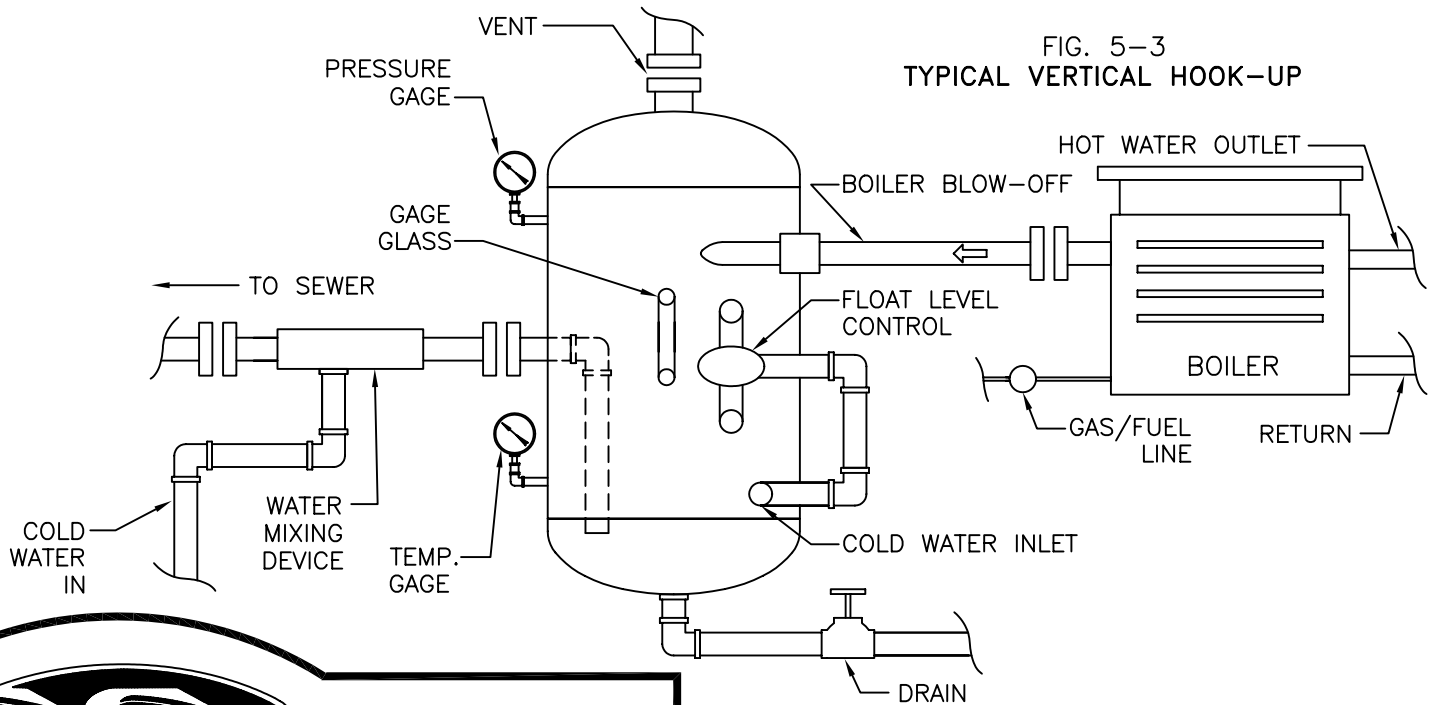 FIG. 5-3
TYPICAL VERTICAL HOOK-UP
VENT
PRESSURE
GAGE
HOT WATER OUTLET
BOILER BLOW-OFF
GAGE
GLASS
TO SEWER
FLOAT LEVEL
CONTROL
BOILER
GAS/FUEL
LINE
RETURN
WATER
MIXING
DEVICE
COLD
WATER
IN
TEMP.
GAGE
COLD WATER INLET
DRAIN